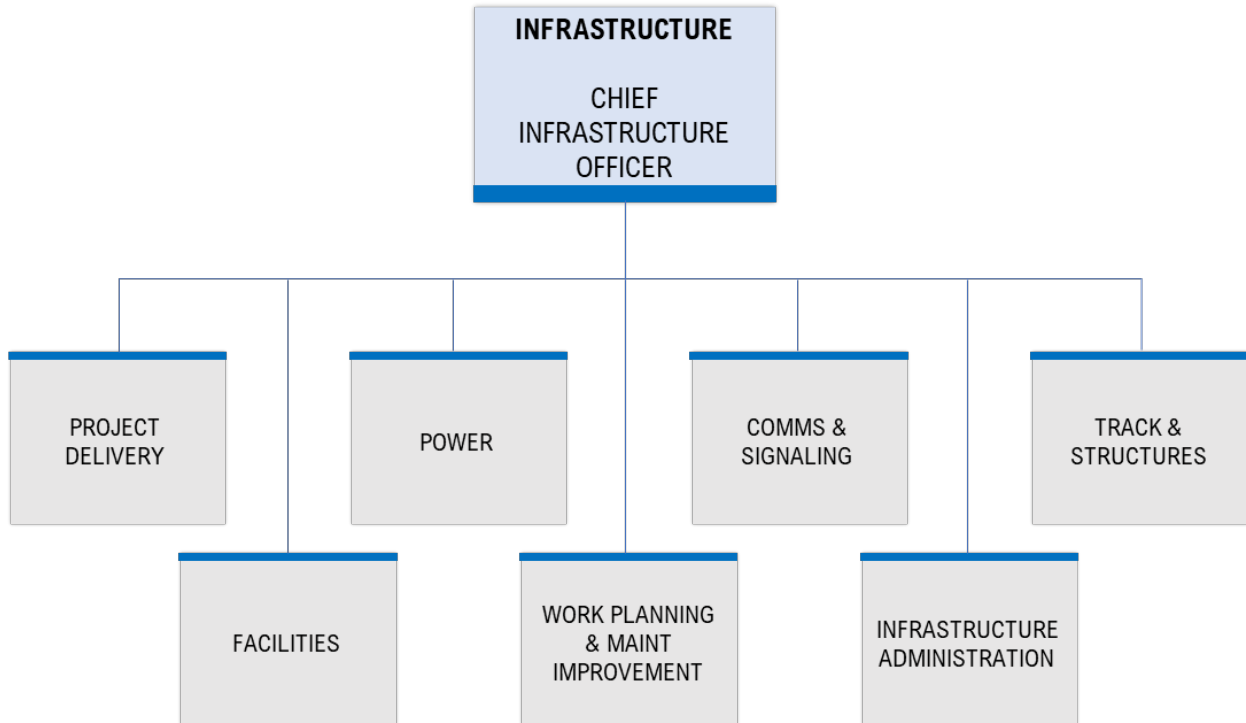 INFRASTRUCTURE
CHIEF
INFRASTRUCTURE
OFFICER
PROJECT
DELIVERY
POWER
COMMS &
SIGNALING
TRACK &
STRUCTURES
FACILITIES
WORK PLANNING
& MAINT
IMPROVEMENT
INFRASTRUCTURE
ADMINISTRATION